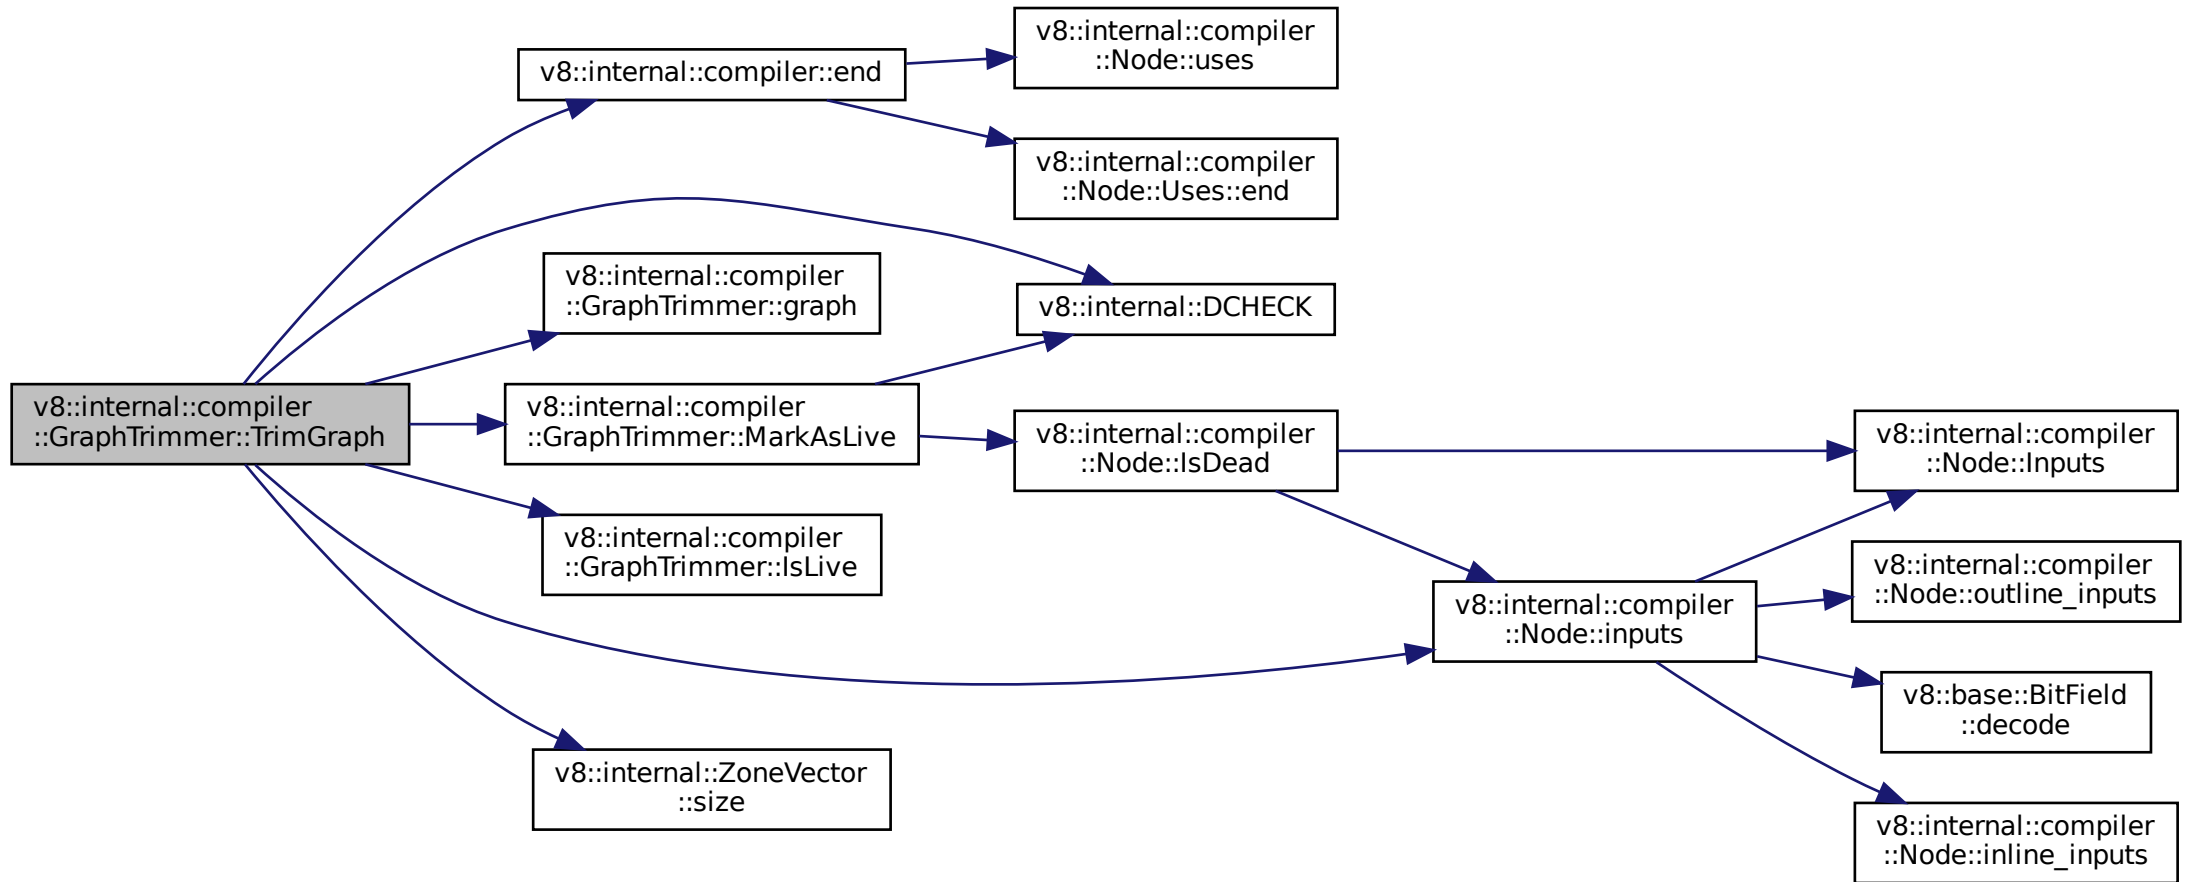 v8::internal::compiler
::GraphTrimmer::TrimGraph
v8::internal::compiler::end
v8::internal::compiler
::Node::uses
v8::internal::compiler
::Node::Uses::end
v8::internal::DCHECK
v8::internal::compiler
::GraphTrimmer::graph
v8::internal::compiler
::GraphTrimmer::MarkAsLive
v8::internal::compiler
::Node::IsDead
v8::internal::compiler
::Node::Inputs
v8::internal::compiler
::Node::inputs
v8::internal::compiler
::Node::outline_inputs
v8::base::BitField
::decode
v8::internal::compiler
::Node::inline_inputs
v8::internal::compiler
::GraphTrimmer::IsLive
v8::internal::ZoneVector
::size